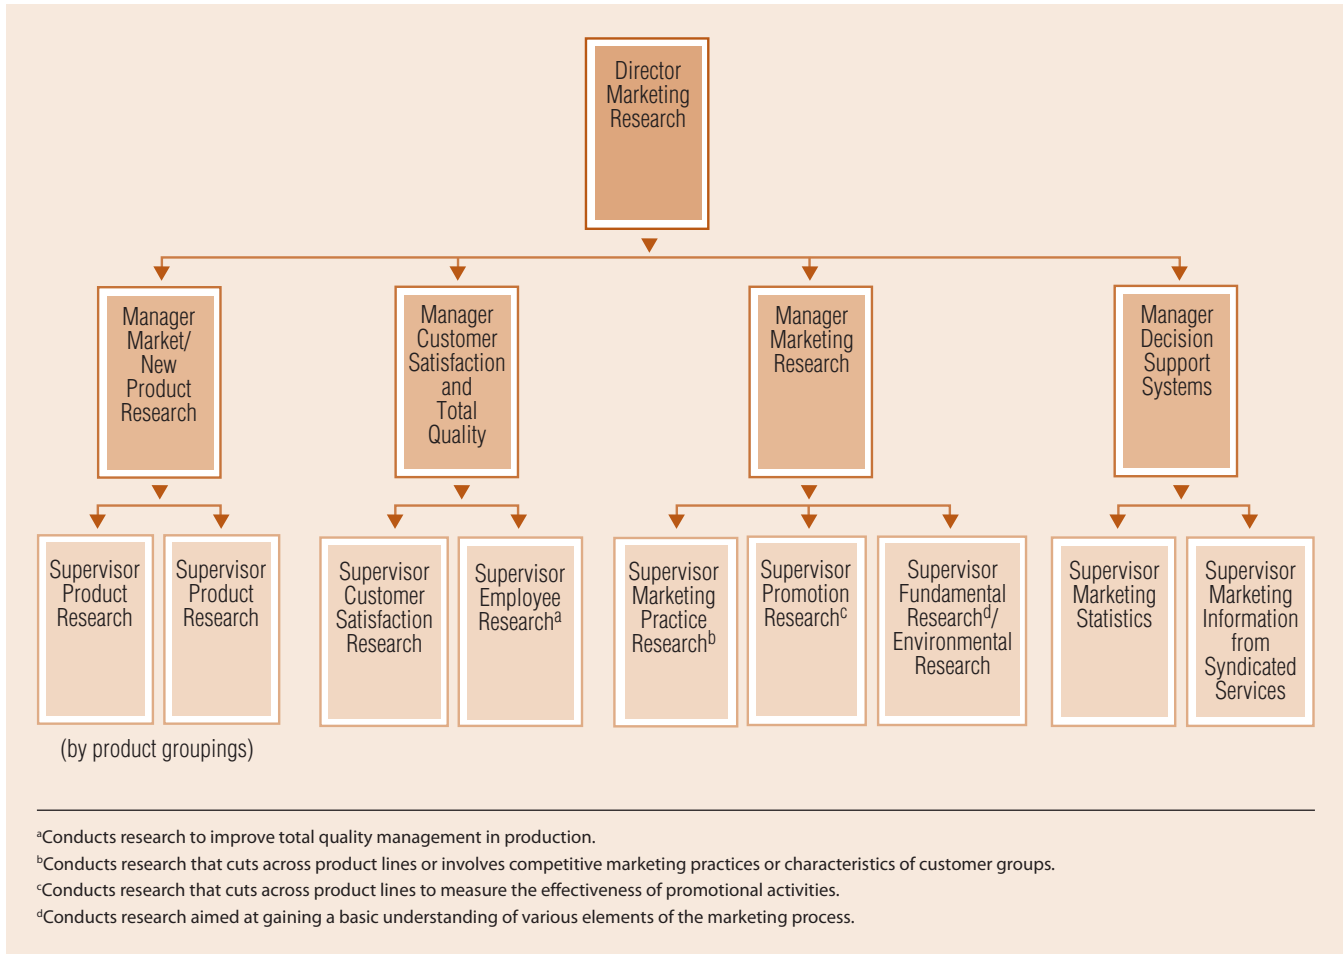 Director
Marketing
Research
Manager
Market/
New
Product
Research
Manager
Customer
Satisfaction
and
Total
Quality
Manager
Marketing
Research
Manager
Decision
Support
Systems
Supervisor
Product
Research
Supervisor
Product
Research
Supervisor
Customer
Satisfaction
Research
Supervisor
Employee
Researchᵃ
Supervisor
Marketing
Practice
Researchᵇ
Supervisor
Promotion
Researchᶜ
Supervisor
Fundamental
Researchᵈ/
Environmental
Research
Supervisor
Marketing
Statistics
Supervisor
Marketing
Information
from
Syndicated
Services
(by product groupings)
ᵃConducts research to improve total quality management in production.
ᵇConducts research that cuts across product lines or involves competitive marketing practices or characteristics of customer groups.
ᶜConducts research that cuts across product lines to measure the effectiveness of promotional activities.
ᵈConducts research aimed at gaining a basic understanding of various elements of the marketing process.